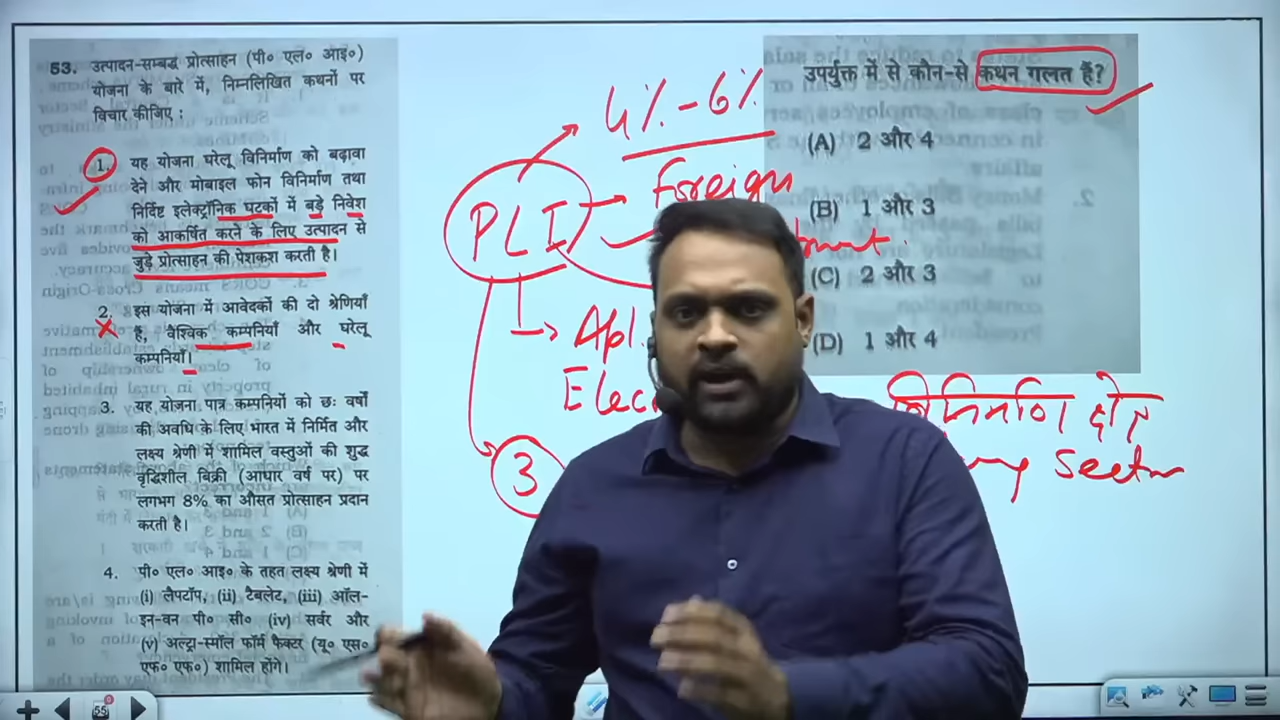 53. उत्पादन-सम्बद्ध प्रोत्साहन (पी० एल० आइ०)
योजना के बारे में, निम्नलिखित कथनों पर
विचार कीजिए :
1. यह योजना घरेलू विनिर्माण को बढ़ावा
देने और मोबाइल फोन विनिर्माण तथा
निर्दिष्ट इलेक्ट्रॉनिक घटकों में बड़े निवेश
को आकर्षित करने के लिए उत्पादन से
जुड़े प्रोत्साहन की पेशकश करती है।
2. इस योजना में आवेदकों की दो श्रेणियाँ
हैं, वैश्विक कम्पनियाँ और घरेलू
कम्पनियाँ।
3. यह योजना पात्र कम्पनियों को छः वर्षों
की अवधि के लिए भारत में निर्मित और
लक्ष्य श्रेणी में शामिल वस्तुओं की शुद्ध
वृद्धिशील बिक्री (आधार वर्ष पर) पर
लगभग 8% का औसत प्रोत्साहन प्रदान
करती है।
4. पी० एल० आइ० के तहत लक्ष्य श्रेणी में
(i) लैपटॉप, (ii) टैबलेट, (iii) ऑल-
इन-वन पी० सी० (iv) सर्वर और
(v) अल्ट्रा-स्मॉल फॉर्म फैक्टर (यू० एस०
एफ० एफ०) शामिल होंगे।
4% - 6%
PLI
Foreign
Elec
3
उपर्युक्त में से कौन-से कथन गलत हैं?
(A) 2 और 4
(B) 1 और 3
(C) 2 और 3
(D) 1 और 4
विनिर्माण क्षेत्र
Sector
55